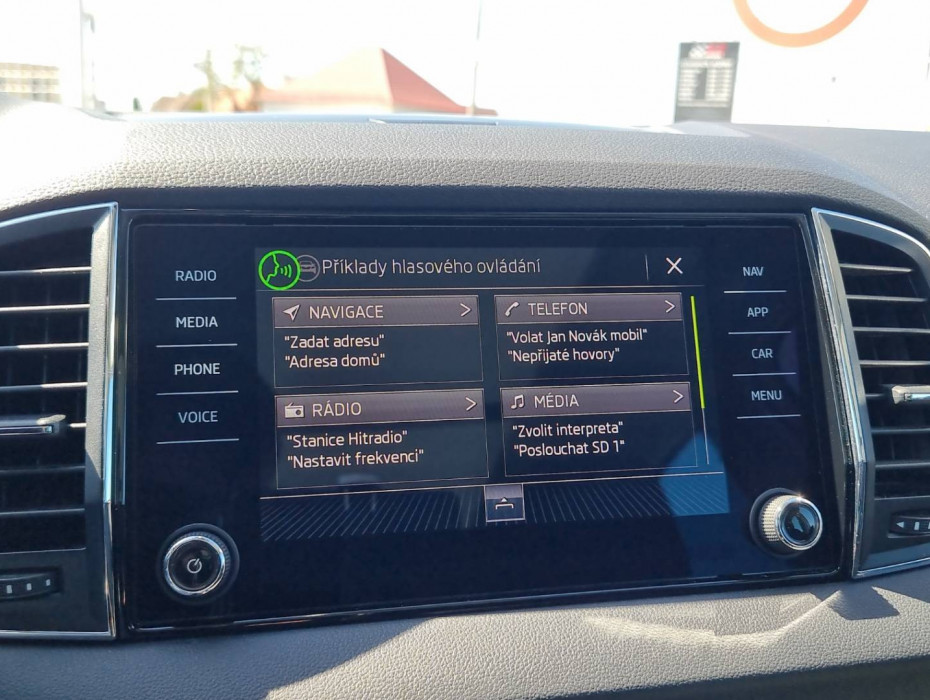 RADIO
MEDIA
PHONE
VOICE
Příklady hlasového ovládání
NAVIGACE
"Zadat adresu"
"Adresa domů"
TELEFON
"Volat Jan Novák mobil"
"Nepřijaté hovory"
RÁDIO
"Stanice Hitradio"
"Nastavit frekvenci"
MÉDIA
"Zvolit interpreta"
"Poslouchat SD 1"
NAV
APP
CAR
MENU